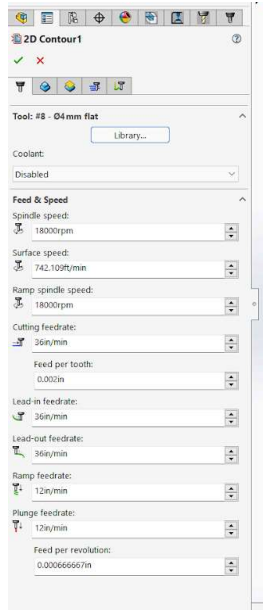 2D Contour1
Tool: #8 - Ø4mm flat
Library...
Coolant:
Disabled
Feed & Speed
Spindle speed:
18000rpm
Surface speed:
742.109ft/min
Ramp spindle speed:
18000rpm
Cutting feedrate:
36in/min
Feed per tooth:
0.002in
Lead-in feedrate:
36in/min
Lead-out feedrate:
36in/min
Ramp feedrate:
12in/min
Plunge feedrate:
12in/min
Feed per revolution:
0.000666667in